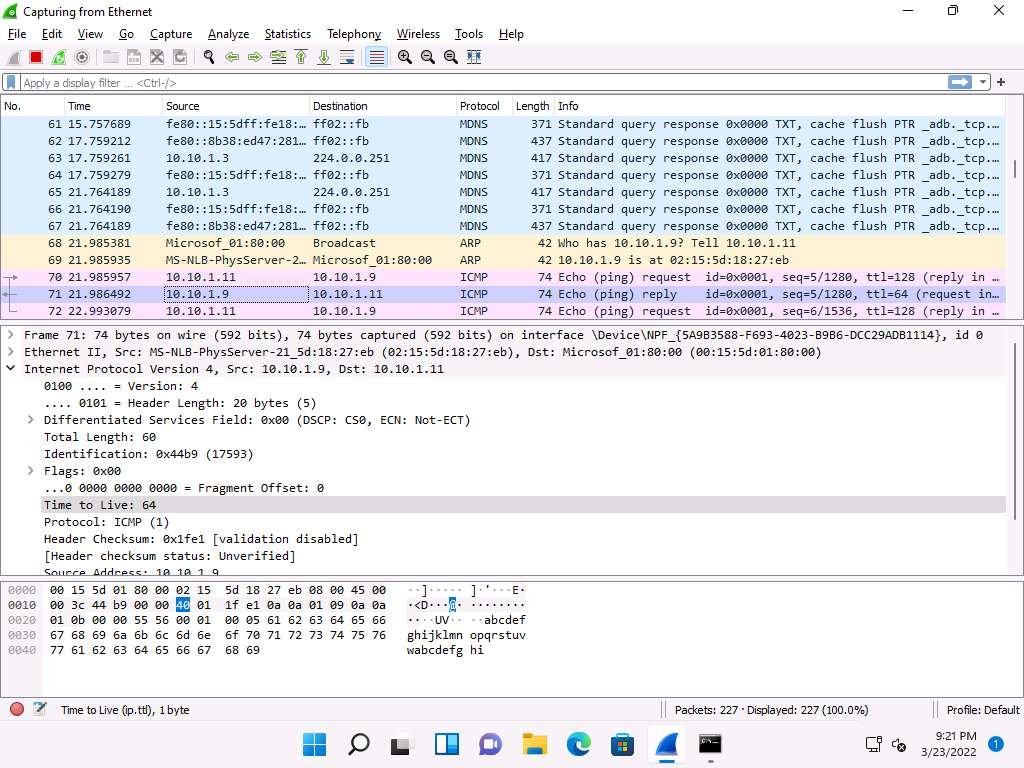 Capturing from Ethernet
File Edit View Go Capture Analyze Statistics Telephony Wireless Tools Help
Apply a display filter ... <Ctrl-/>
No. Time Source Destination Protocol Length Info
61 15.757689 fe80::15:5dff:fe18:… ff02::fb MDNS 371 Standard query response 0x0000 TXT, cache flush PTR _adb._tcp.…
62 17.759212 fe80::8b38:ed47:281… ff02::fb MDNS 437 Standard query response 0x0000 TXT, cache flush PTR _adb._tcp.…
63 17.759261 10.10.1.3 224.0.0.251 MDNS 417 Standard query response 0x0000 TXT, cache flush PTR _adb._tcp.…
64 17.759279 fe80::15:5dff:fe18:… ff02::fb MDNS 371 Standard query response 0x0000 TXT, cache flush PTR _adb._tcp.…
65 21.764189 10.10.1.3 224.0.0.251 MDNS 417 Standard query response 0x0000 TXT, cache flush PTR _adb._tcp.…
66 21.764190 fe80::15:5dff:fe18:… ff02::fb MDNS 371 Standard query response 0x0000 TXT, cache flush PTR _adb._tcp.…
67 21.764189 fe80::8b38:ed47:281… ff02::fb MDNS 437 Standard query response 0x0000 TXT, cache flush PTR _adb._tcp.…
68 21.985381 Microsof_01:80:00 Broadcast ARP 42 Who has 10.10.1.9? Tell 10.10.1.11
69 21.985935 MS-NLB-PhysServer-2… Microsof_01:80:00 ARP 42 10.10.1.9 is at 02:15:5d:18:27:eb
70 21.985957 10.10.1.11 10.10.1.9 ICMP 74 Echo (ping) request id=0x0001, seq=5/1280, ttl=128 (reply in …
71 21.986492 10.10.1.9 10.10.1.11 ICMP 74 Echo (ping) reply id=0x0001, seq=5/1280, ttl=64 (request in…
72 22.993079 10.10.1.11 10.10.1.9 ICMP 74 Echo (ping) request id=0x0001, seq=6/1536, ttl=128 (reply in …
Frame 71: 74 bytes on wire (592 bits), 74 bytes captured (592 bits) on interface \Device\NPF_{5A9B3588-F693-4023-B9B6-DCC29ADB1114}, id 0
Ethernet II, Src: MS-NLB-PhysServer-21_5d:18:27:eb (02:15:5d:18:27:eb), Dst: Microsof_01:80:00 (00:15:5d:01:80:00)
Internet Protocol Version 4, Src: 10.10.1.9, Dst: 10.10.1.11
0100 .... = Version: 4
.... 0101 = Header Length: 20 bytes (5)
Differentiated Services Field: 0x00 (DSCP: CS0, ECN: Not-ECT)
Total Length: 60
Identification: 0x44b9 (17593)
Flags: 0x00
...0 0000 0000 0000 = Fragment Offset: 0
Time to Live: 64
Protocol: ICMP (1)
Header Checksum: 0x1fe1 [validation disabled]
[Header checksum status: Unverified]
Source Address: 10.10.1.9
0000 00 15 5d 01 80 00 02 15 5d 18 27 eb 08 00 45 00 ··]····· ]·'···E·
0010 00 3c 44 b9 00 00 40 01 1f e1 0a 0a 01 09 0a 0a ·<D···@· ········
0020 01 0b 00 00 55 56 00 01 00 05 61 62 63 64 65 66 ····UV·· ··abcdef
0030 67 68 69 6a 6b 6c 6d 6e 6f 70 71 72 73 74 75 76 ghijklmn opqrstuv
0040 77 61 62 63 64 65 66 67 68 69 wabcdefg hi
Time to Live (ip.ttl), 1 byte
Packets: 227 · Displayed: 227 (100.0%)
Profile: Default
9:21 PM
3/23/2022
1